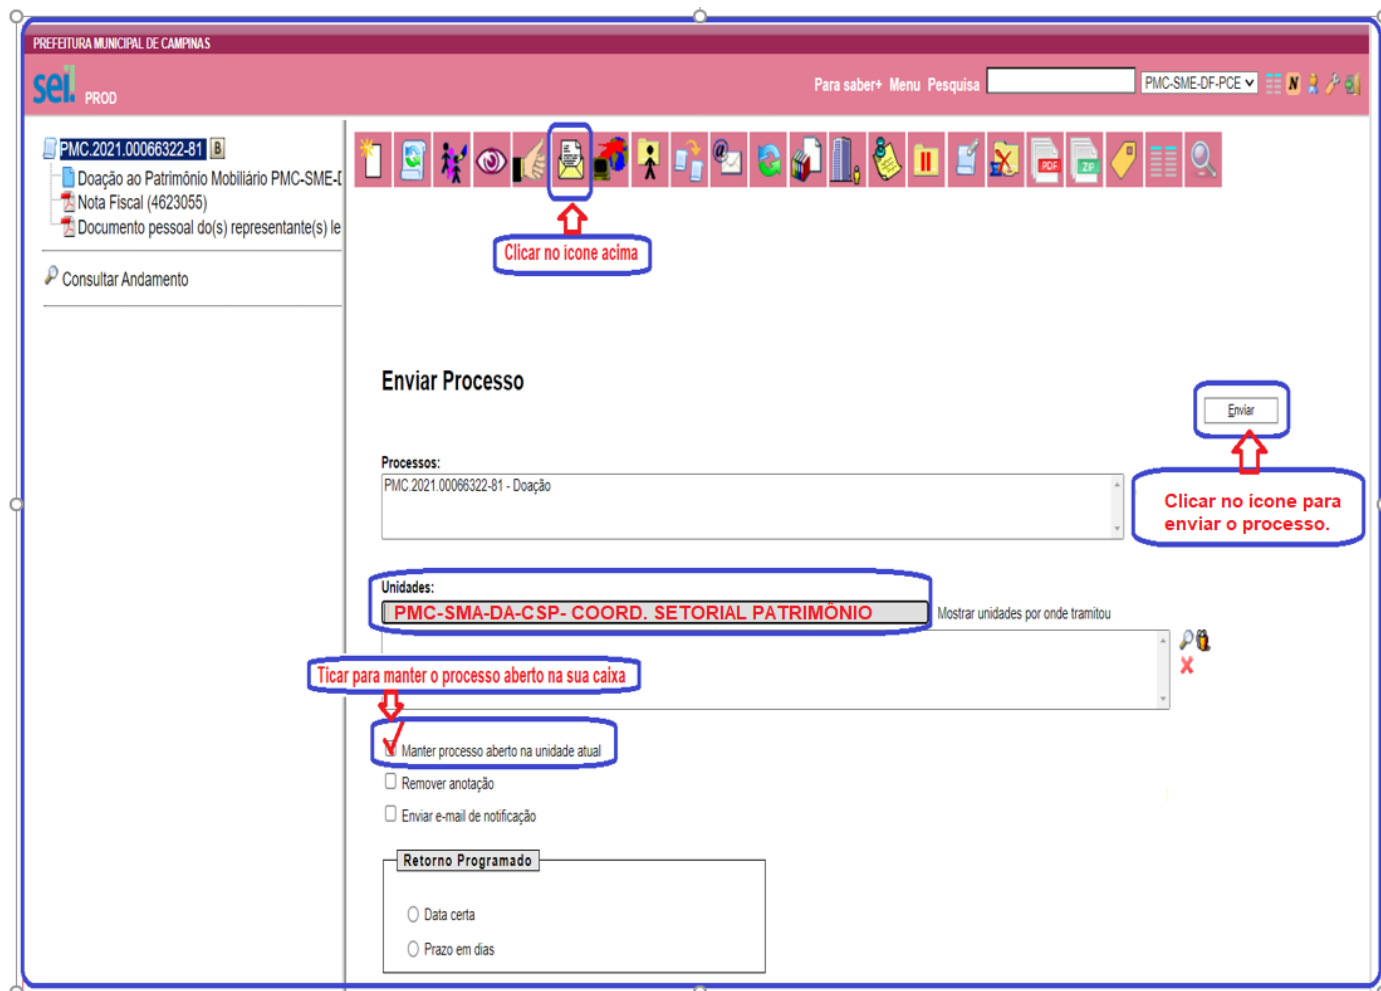 PREFEITURA MUNICIPAL DE CAMPINAS
sei! PROD
Para saber+ Menu Pesquisa
PMC-SME-DF-PCE
N
PMC.2021.00066322-81 B
Doação ao Patrimônio Mobiliário PMC-SME-D
Nota Fiscal (4623055)
Documento pessoal do(s) representante(s) le
Consultar Andamento
PDF
ZIP
Clicar no ícone acima
Enviar Processo
Enviar
Processos:
PMC.2021.00066322-81 - Doação
Clicar no ícone para
enviar o processo.
Unidades:
PMC-SMA-DA-CSP- COORD. SETORIAL PATRIMÔNIO
Mostrar unidades por onde tramitou
Ticar para manter o processo aberto na sua caixa
Manter processo aberto na unidade atual
Remover anotação
Enviar e-mail de notificação
Retorno Programado
Data certa
Prazo em dias